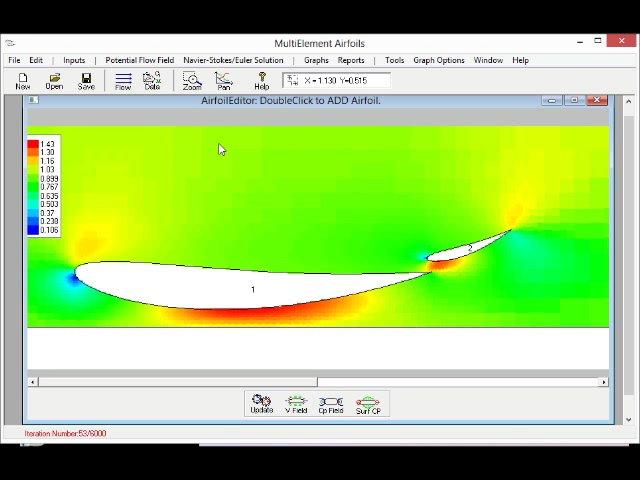 MultiElement Airfoils
File Edit Inputs Potential Flow Field Navier-Stokes/Euler Solution Graphs Reports Tools Graph Options Window Help
New Open Save Flow Data Zoom Pan Help X = 1.130 Y=0.515
AirfoilEditor: DoubleClick to ADD Airfoil.
1.43
1.30
1.16
1.03
0.899
0.767
0.635
0.503
0.37
0.238
0.106
2
1
Update V Field Cp Field Surf CP
Iteration Number:53/6000